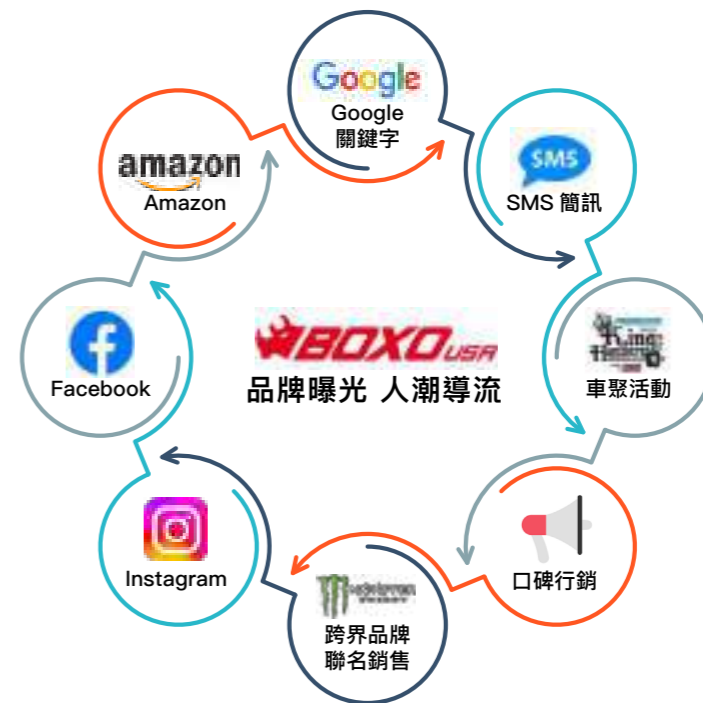 Google
Google
關鍵字
SMS
SMS 簡訊
amazon
Amazon
車聚活動
Facebook
BOXO USA
品牌曝光 人潮導流
Instagram
口碑行銷
跨界品牌
聯名銷售